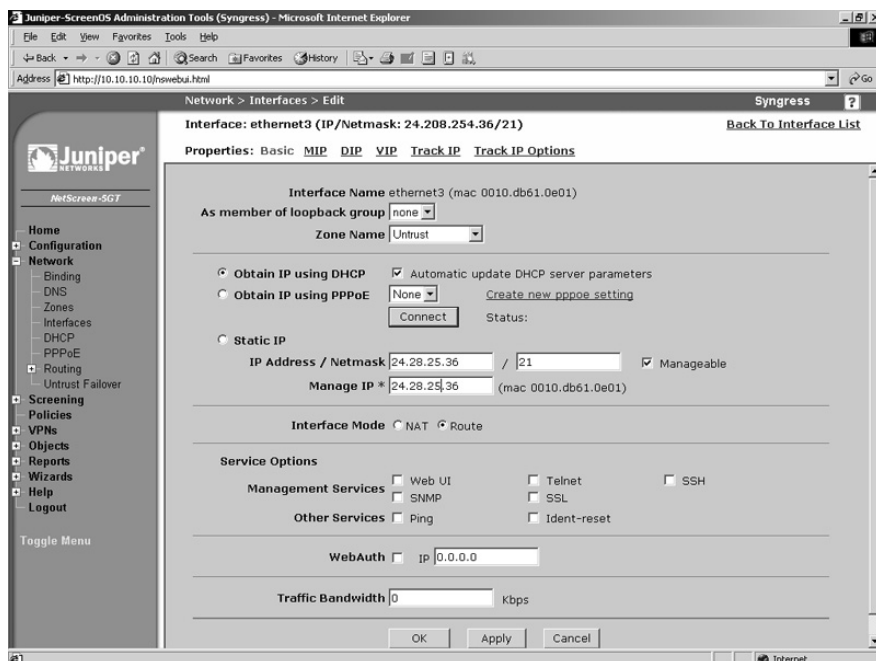 Juniper-ScreenOS Administration Tools (Syngress) - Microsoft Internet Explorer
File Edit View Favorites Tools Help
Back Search Favorites History
Address http://10.10.10.10/nswebui.html Go
Network > Interfaces > Edit Syngress ?
Interface: ethernet3 (IP/Netmask: 24.208.254.36/21) Back To Interface List
Properties: Basic MIP DIP VIP Track IP Track IP Options
Juniper
NETWORKS
NetScreen-5GT
Home
Configuration
Network
Binding
DNS
Zones
Interfaces
DHCP
PPPoE
Routing
Untrust Failover
Screening
Policies
VPNs
Objects
Reports
Wizards
Help
Logout
Toggle Menu
Interface Name ethernet3 (mac 0010.db61.0e01)
As member of loopback group none
Zone Name Untrust
Obtain IP using DHCP Automatic update DHCP server parameters
Obtain IP using PPPoE None Create new pppoe setting
Connect Status:
Static IP
IP Address / Netmask 24.28.25.36 / 21 Manageable
Manage IP * 24.28.25.36 (mac 0010.db61.0e01)
Interface Mode NAT Route
Service Options
Management Services Web UI Telnet SSH
SNMP SSL
Other Services Ping Ident-reset
WebAuth IP 0.0.0.0
Traffic Bandwidth 0 Kbps
OK Apply Cancel
Internet